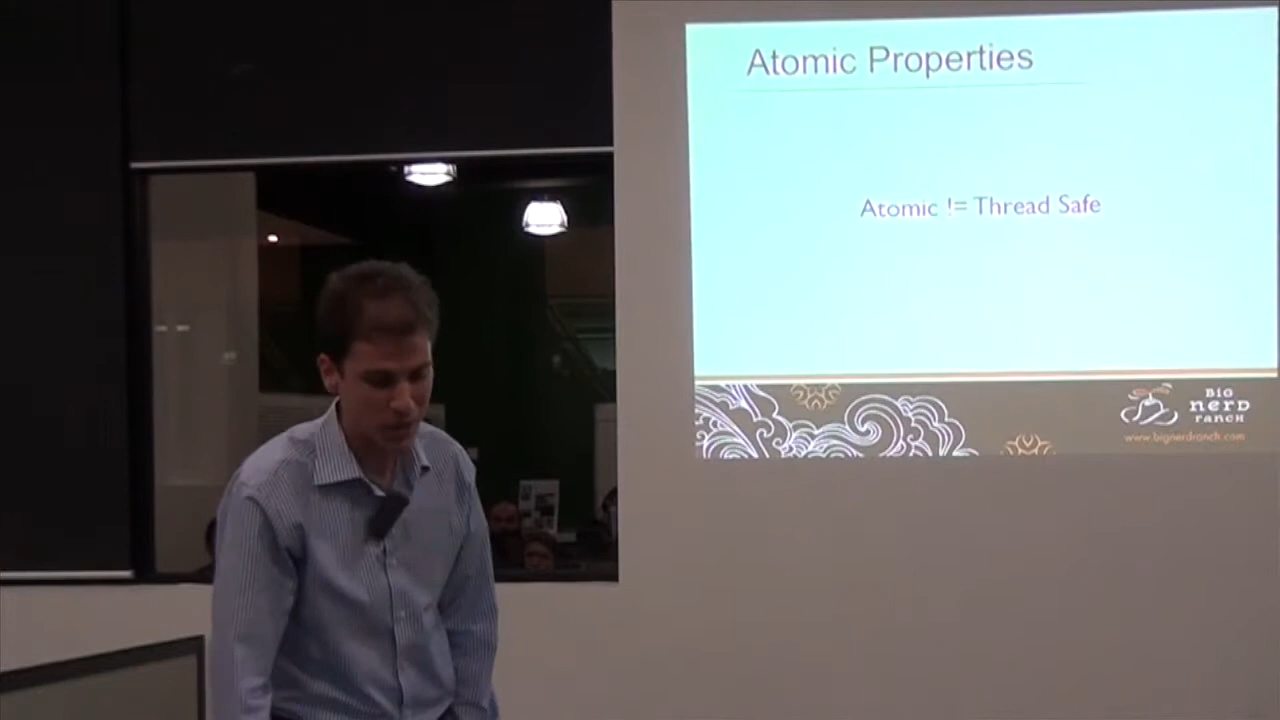 Atomic Properties
Atomic != Thread Safe
BIG
nerD
ranch
www.bignerdranch.com